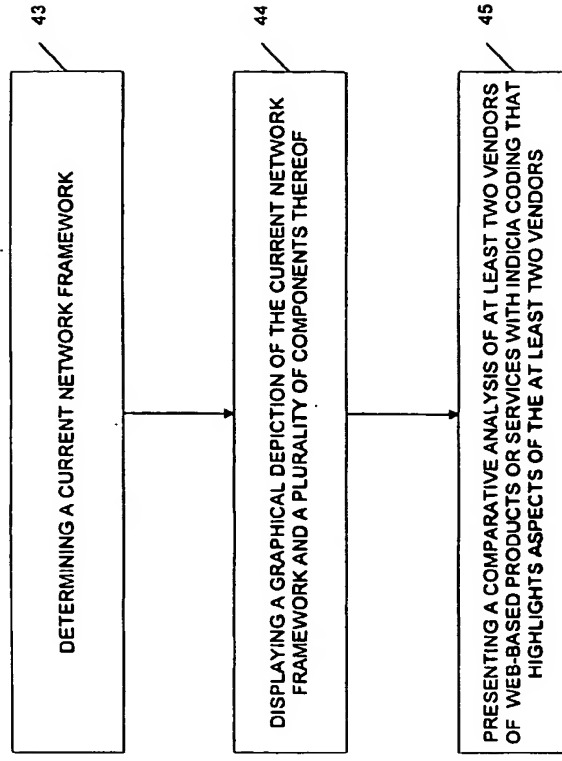 DETERMINING A CURRENT NETWORK FRAMEWORK
43
DISPLAYING A GRAPHICAL DEPICTION OF THE CURRENT NETWORK
FRAMEWORK AND A PLURALITY OF COMPONENTS THEREOF
44
PRESENTING A COMPARATIVE ANALYSIS OF AT LEAST TWO VENDORS
OF WEB-BASED PRODUCTS OR SERVICES WITH INDICIA CODING THAT
HIGHLIGHTS ASPECTS OF THE AT LEAST TWO VENDORS
45